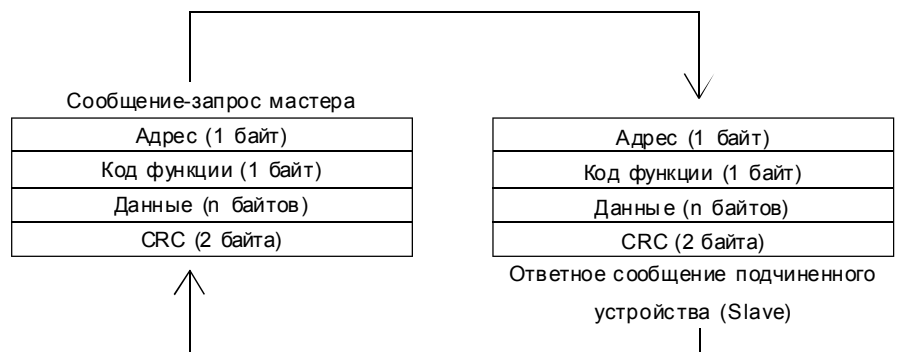 Сообщение-запрос мастера
Адрес (1 байт)
Код функции (1 байт)
Данные (n байтов)
CRC (2 байта)
Адрес (1 байт)
Код функции (1 байт)
Данные (n байтов)
CRC (2 байта)
Ответное сообщение подчиненного
устройства (Slave)